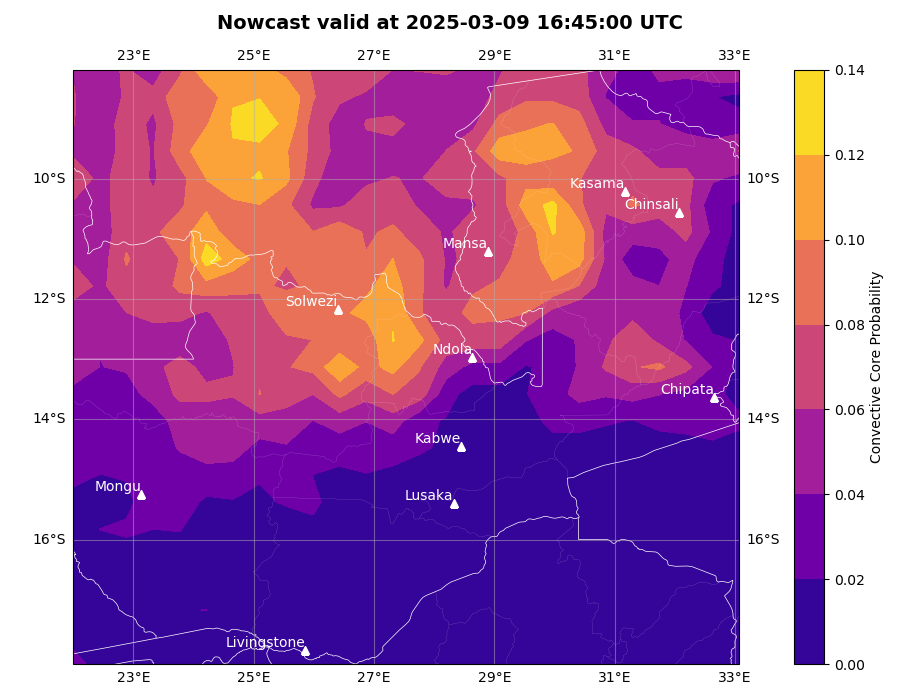 Nowcast valid at 2025-03-09 16:45:00 UTC
23°E 25°E 27°E 29°E 31°E 33°E
0.14
0.12
10°S Kasama 10°S
Chinsali
0.10
Mansa
12°S Solwezi 12°S
0.08
Ndola
Chipata
14°S 14°S
0.06
Kabwe
Mongu
Lusaka
0.04
16°S 16°S
0.02
Livingstone
0.00
23°E 25°E 27°E 29°E 31°E 33°E
Convective Core Probability